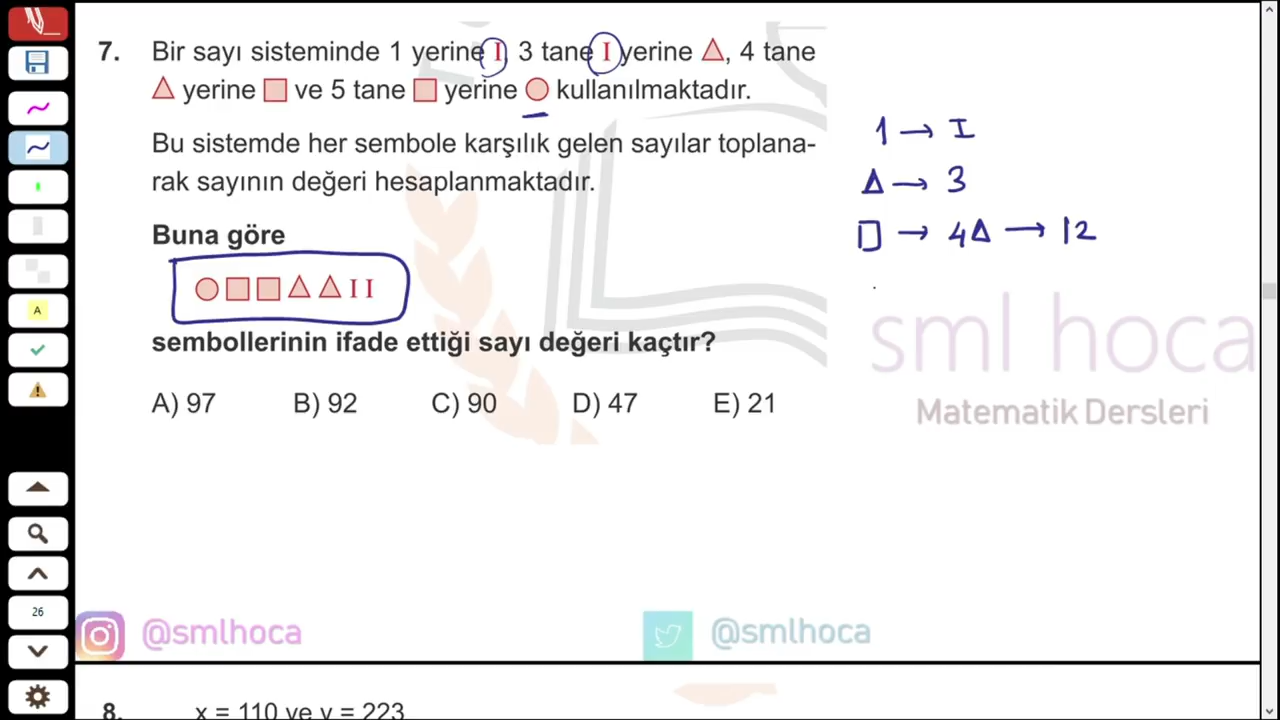 7. Bir sayı sisteminde 1 yerine I, 3 tane I yerine △, 4 tane
△ yerine □ ve 5 tane □ yerine ○ kullanılmaktadır.
Bu sistemde her sembole karşılık gelen sayılar toplana-
rak sayının değeri hesaplanmaktadır.
Buna göre
○□□△△II
sembollerinin ifade ettiği sayı değeri kaçtır?
A) 97 B) 92 C) 90 D) 47 E) 21
1 → I
△ → 3
□ → 4△ → 12
sml hoca
Matematik Dersleri
@smlhoca
@smlhoca
8. x = 110 ve y = 223
A
26